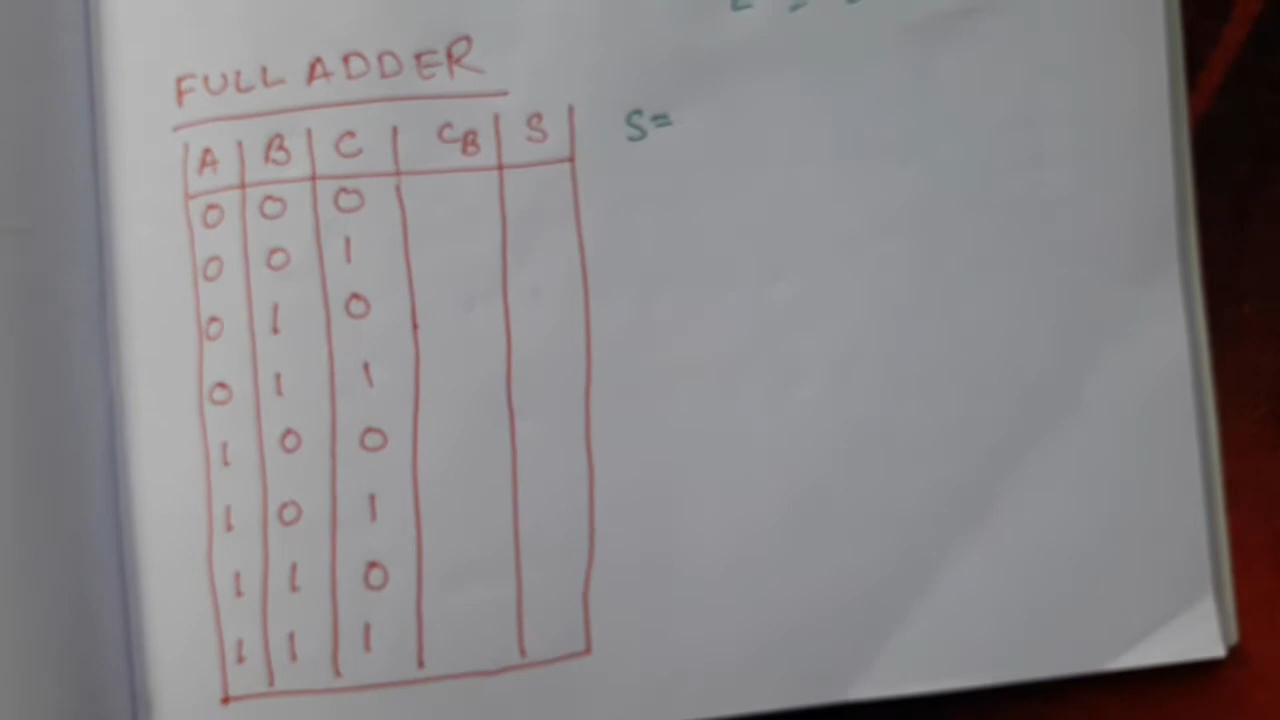 FULL ADDER
A B C CB S
S=
0 0 0
0 0 1
0 1 0
0 1 1
1 0 0
1 0 1
1 1 0
1 1 1